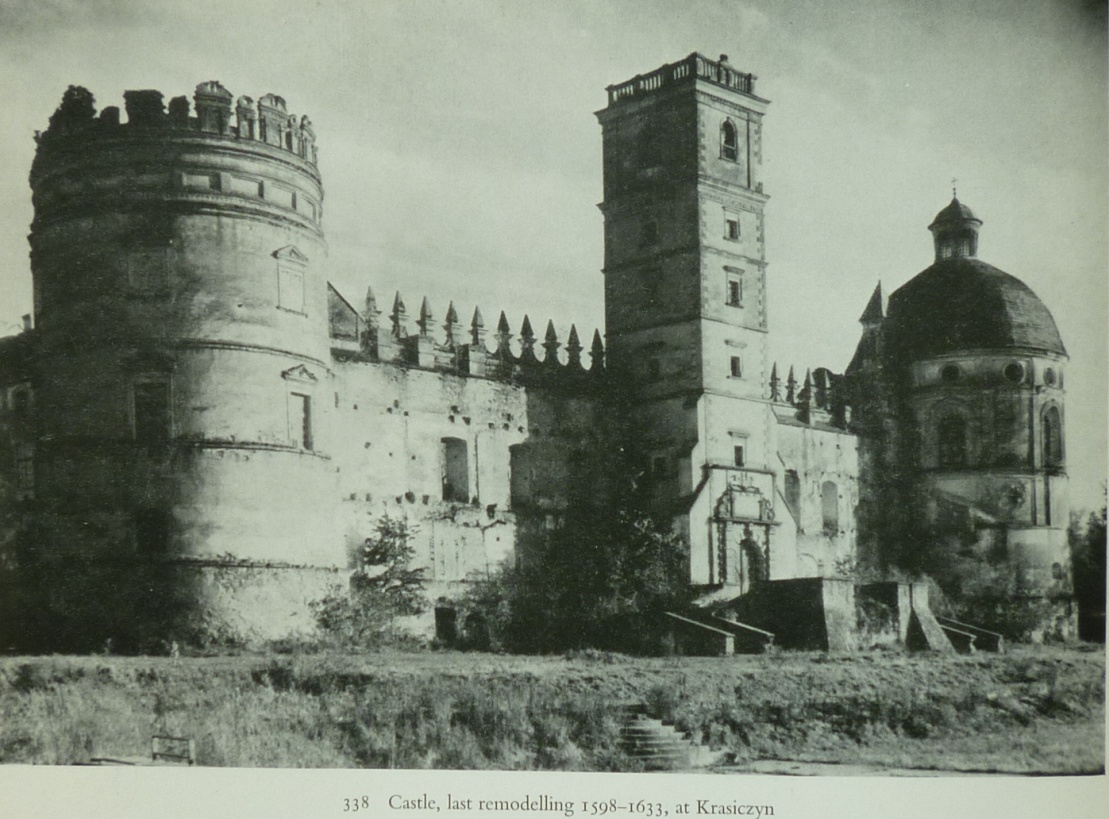 338 Castle, last remodelling 1598–1633, at Krasiczyn